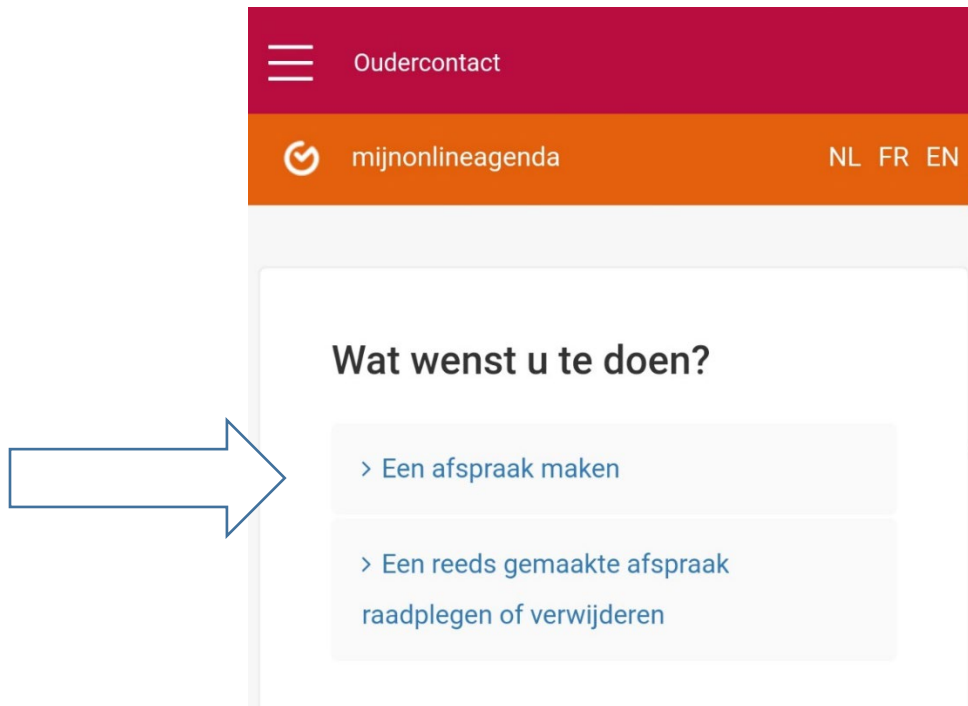 Oudercontact
mijnonlineagenda NL FR EN
Wat wenst u te doen?
> Een afspraak maken
> Een reeds gemaakte afspraak
raadplegen of verwijderen